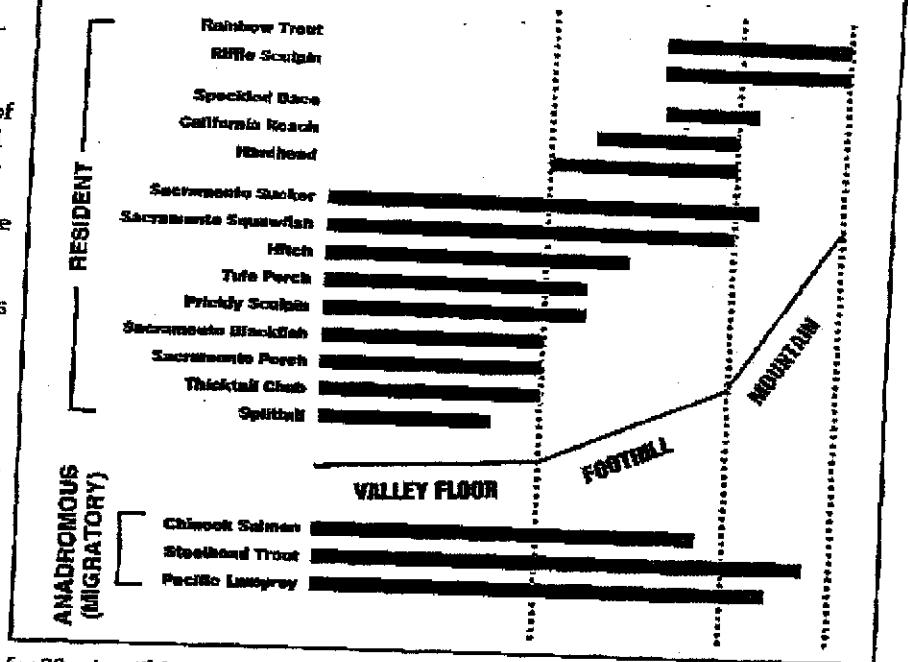 of
e
s
RESIDENT
Rainbow Trout
Riffle Sculpin
Speckled Dace
California Roach
Hardhead
Sacramento Sucker
Sacramento Squawfish
Hitch
Tule Perch
Prickly Sculpin
Sacramento Blackfish
Sacramento Perch
Thicktail Chub
Splittail
VALLEY FLOOR
FOOTHILL
MOUNTAIN
ANADROMOUS
(MIGRATORY)
Chinook Salmon
Steelhead Trout
Pacific Lamprey